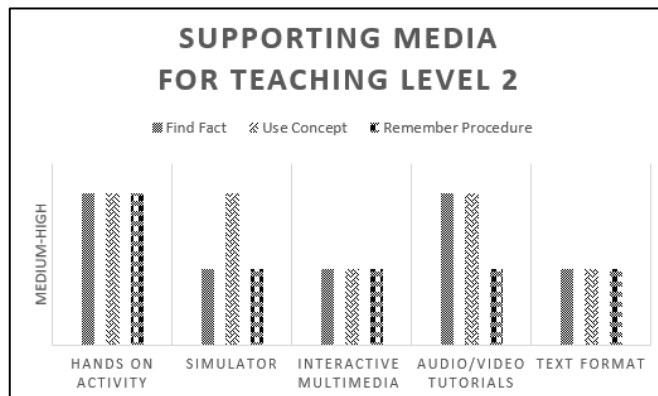 SUPPORTING MEDIA
FOR TEACHING LEVEL 2
Find Fact Use Concept Remember Procedure
MEDIUM-HIGH
HANDS ON
ACTIVITY
SIMULATOR
INTERACTIVE
MULTIMEDIA
AUDIO/VIDEO
TUTORIALS
TEXT FORMAT